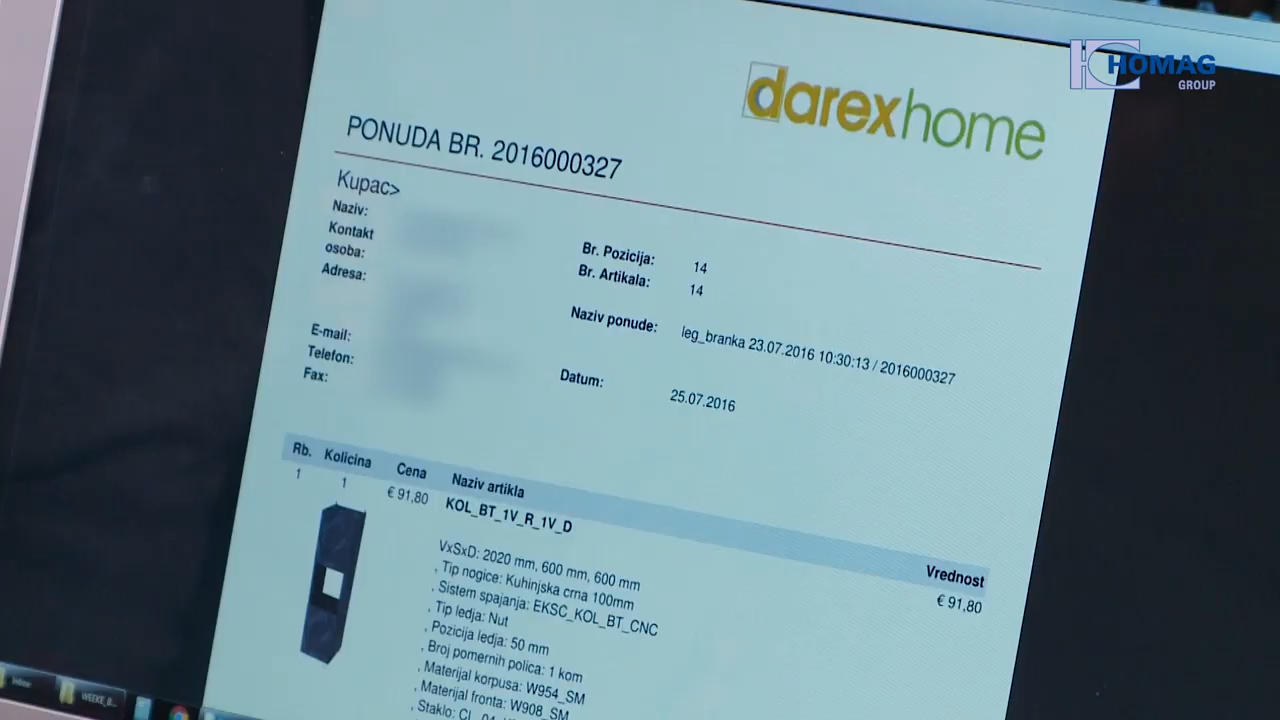 HOMAG
GROUP
darexhome
PONUDA BR. 2016000327
Kupac>
Naziv:
Kontakt
osoba:
Adresa:
E-mail:
Telefon:
Fax:
Br. Pozicija: 14
Br. Artikala: 14
Naziv ponude: leg_branka 23.07.2016 10:30:13 / 2016000327
Datum: 25.07.2016
Rb. Kolicina Cena Naziv artikla Vrednost
1 1 € 91,80 KOL_BT_1V_R_1V_D € 91,80
VxSxD: 2020 mm, 600 mm, 600 mm
, Tip nogice: Kuhinjska crna 100mm
, Sistem spajanja: EKSC_KOL_BT_CNC
, Tip ledja: Nut
, Pozicija ledja: 50 mm
, Broj pomernih polica: 1 kom
, Materijal korpusa: W954_SM
, Materijal fronta: W908_SM
, Staklo:
WEEKE_B...